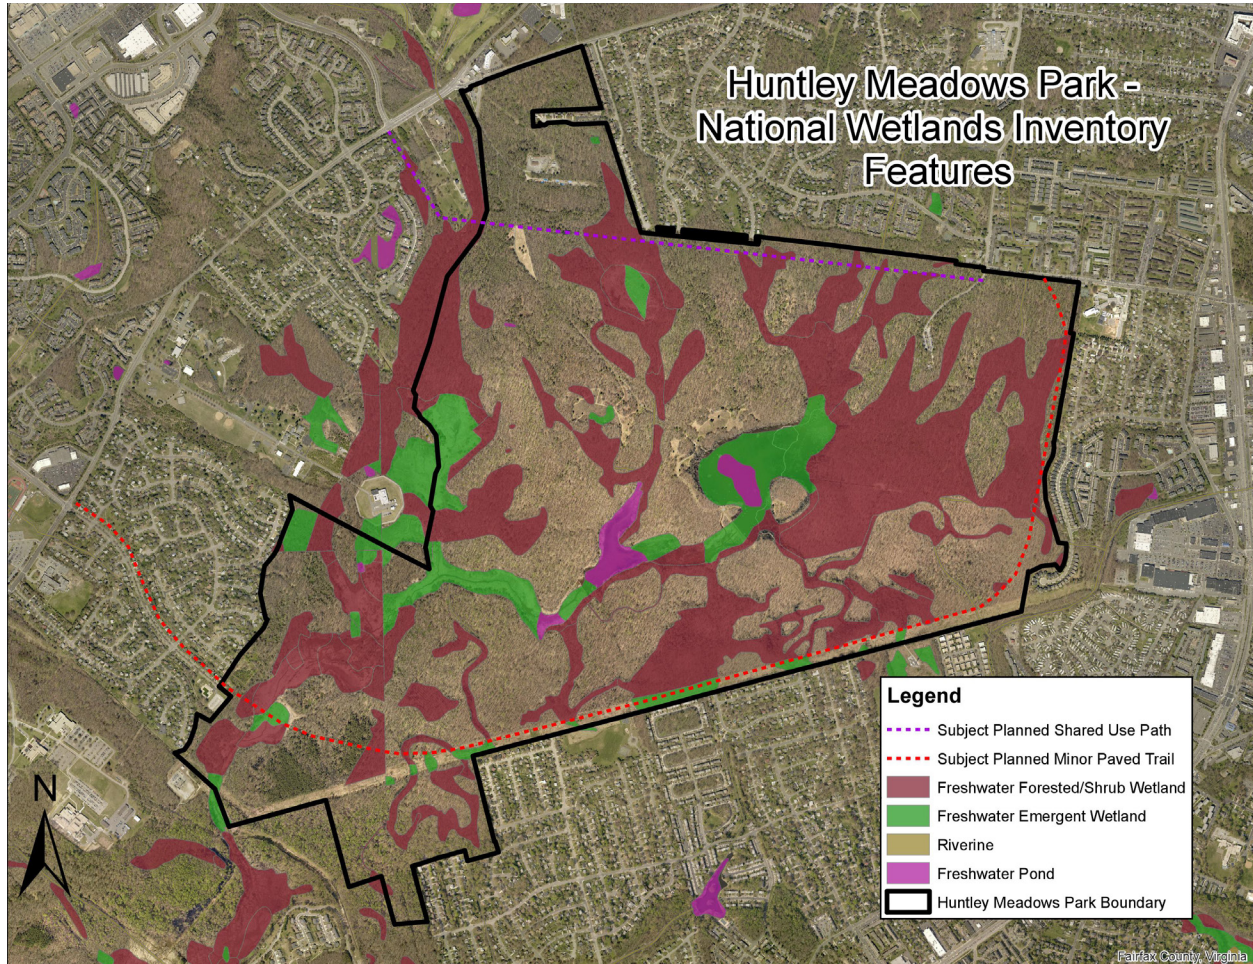 Huntley Meadows Park -
National Wetlands Inventory
Features
Legend
Subject Planned Shared Use Path
Subject Planned Minor Paved Trail
Freshwater Forested/Shrub Wetland
Freshwater Emergent Wetland
Riverine
Freshwater Pond
Huntley Meadows Park Boundary
N
Fairfax County, Virginia